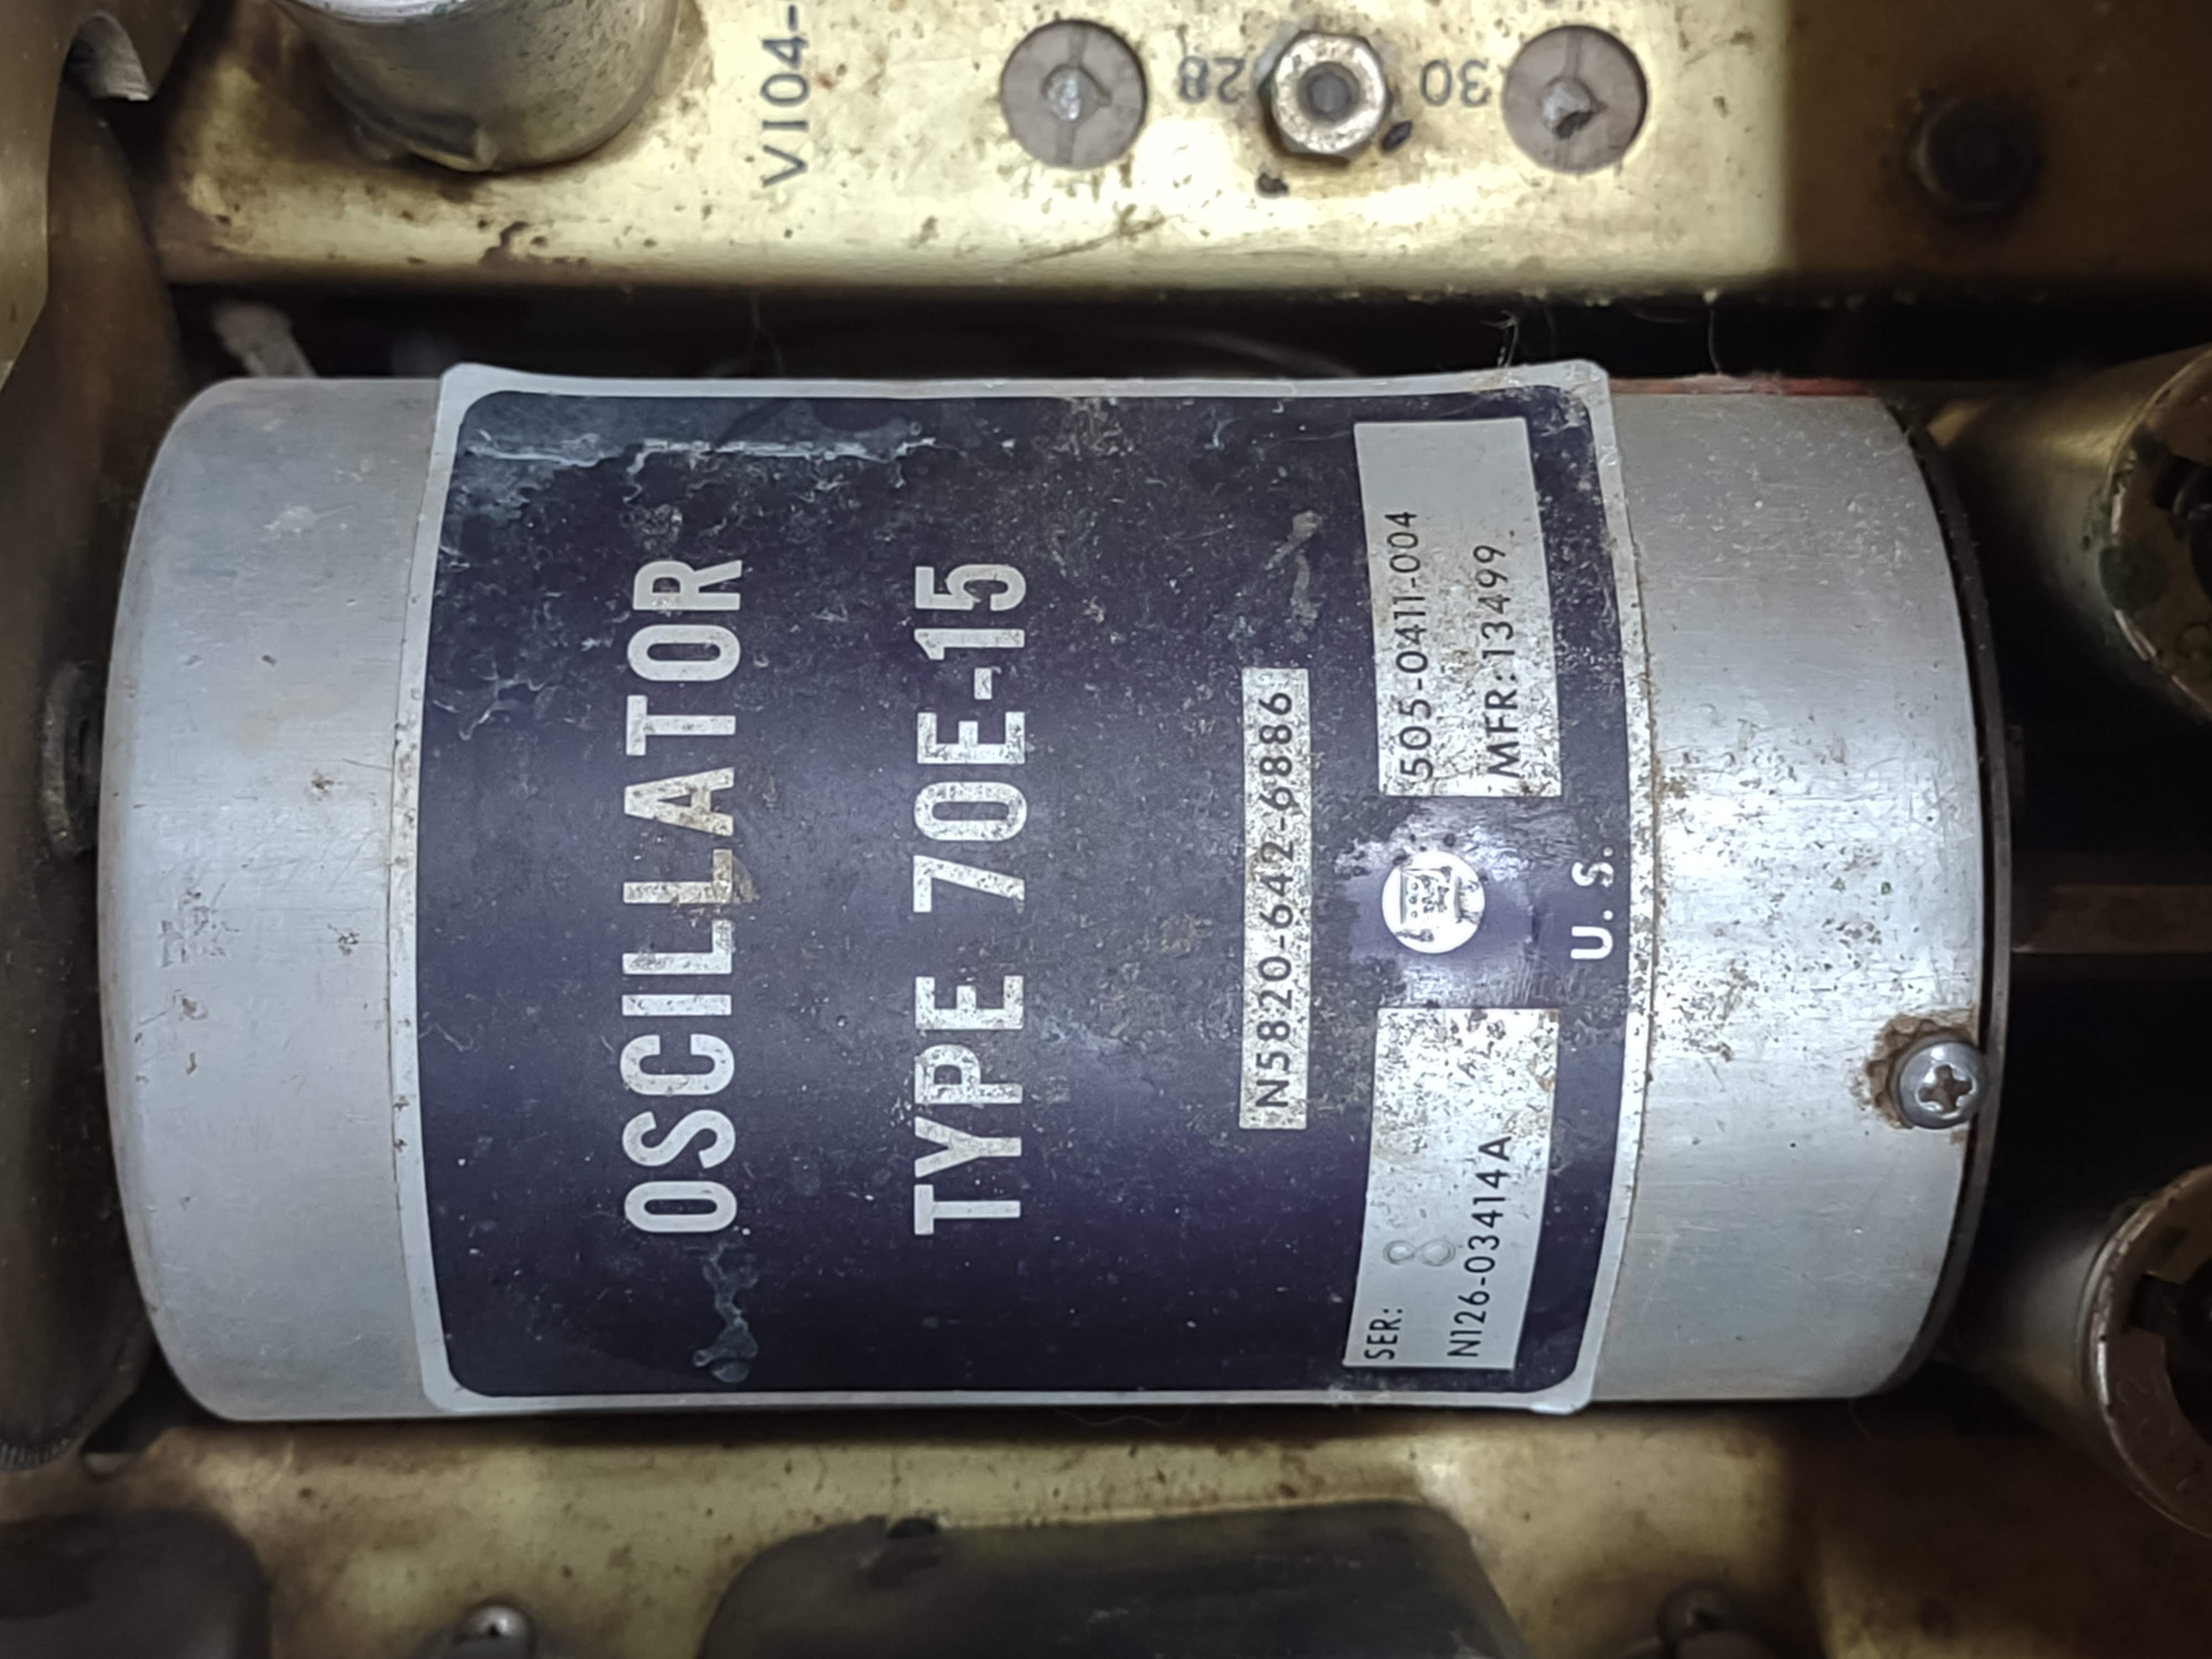 V104-
28
30
OSCILLATOR
TYPE 70E-15
N5820-642-6886
SER: 8
N126-03414A
505-0411-004
MFR: 13499
U.S.